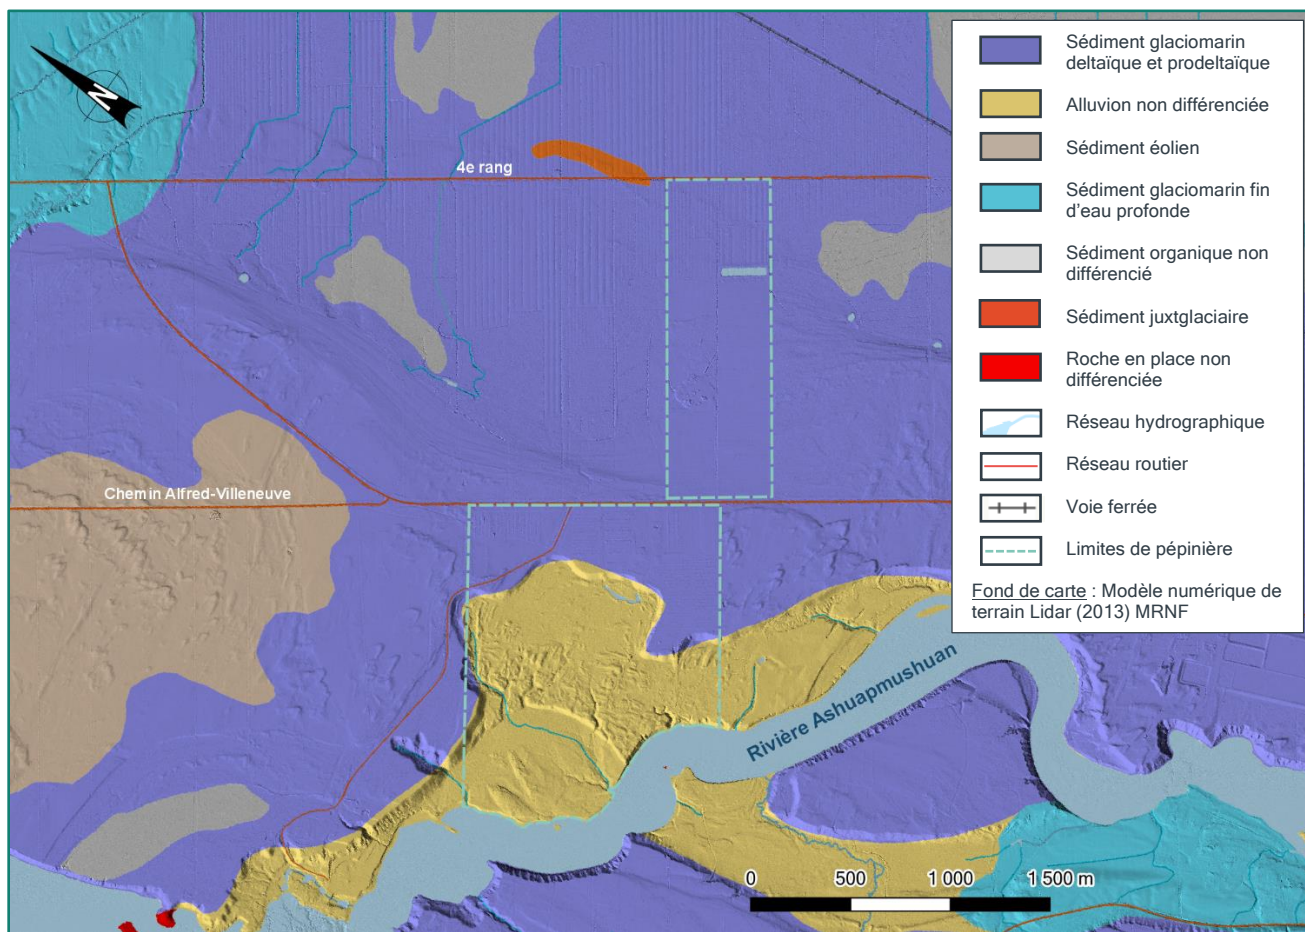 N
4e rang
Chemin Alfred-Villeneuve
Rivière Ashuapmushuan
0 500 1 000 1 500 m
Sédiment glaciomarin
deltaïque et prodeltaïque
Alluvion non différenciée
Sédiment éolien
Sédiment glaciomarin fin
d'eau profonde
Sédiment organique non
différencié
Sédiment juxtglaciaire
Roche en place non
différenciée
Réseau hydrographique
Réseau routier
Voie ferrée
Limites de pépinière
Fond de carte : Modèle numérique de
terrain Lidar (2013) MRNF